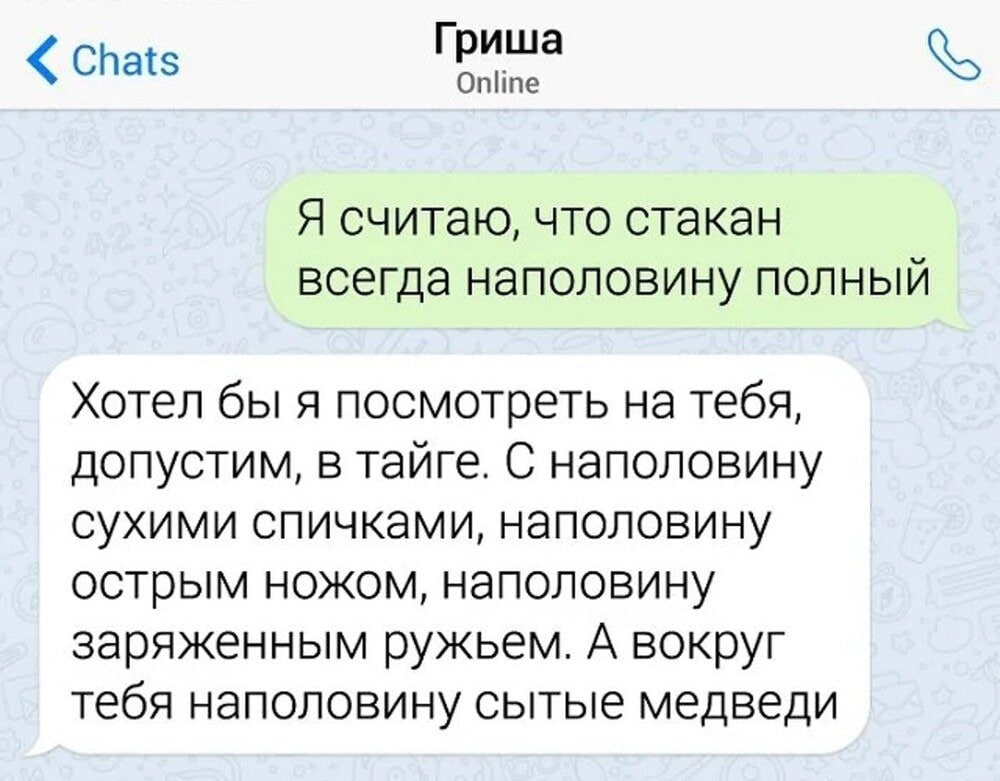 Chats
Гриша
Online
Я считаю, что стакан
всегда наполовину полный
Хотел бы я посмотреть на тебя,
допустим, в тайге. С наполовину
сухими спичками, наполовину
острым ножом, наполовину
заряженным ружьем. А вокруг
тебя наполовину сытые медведи